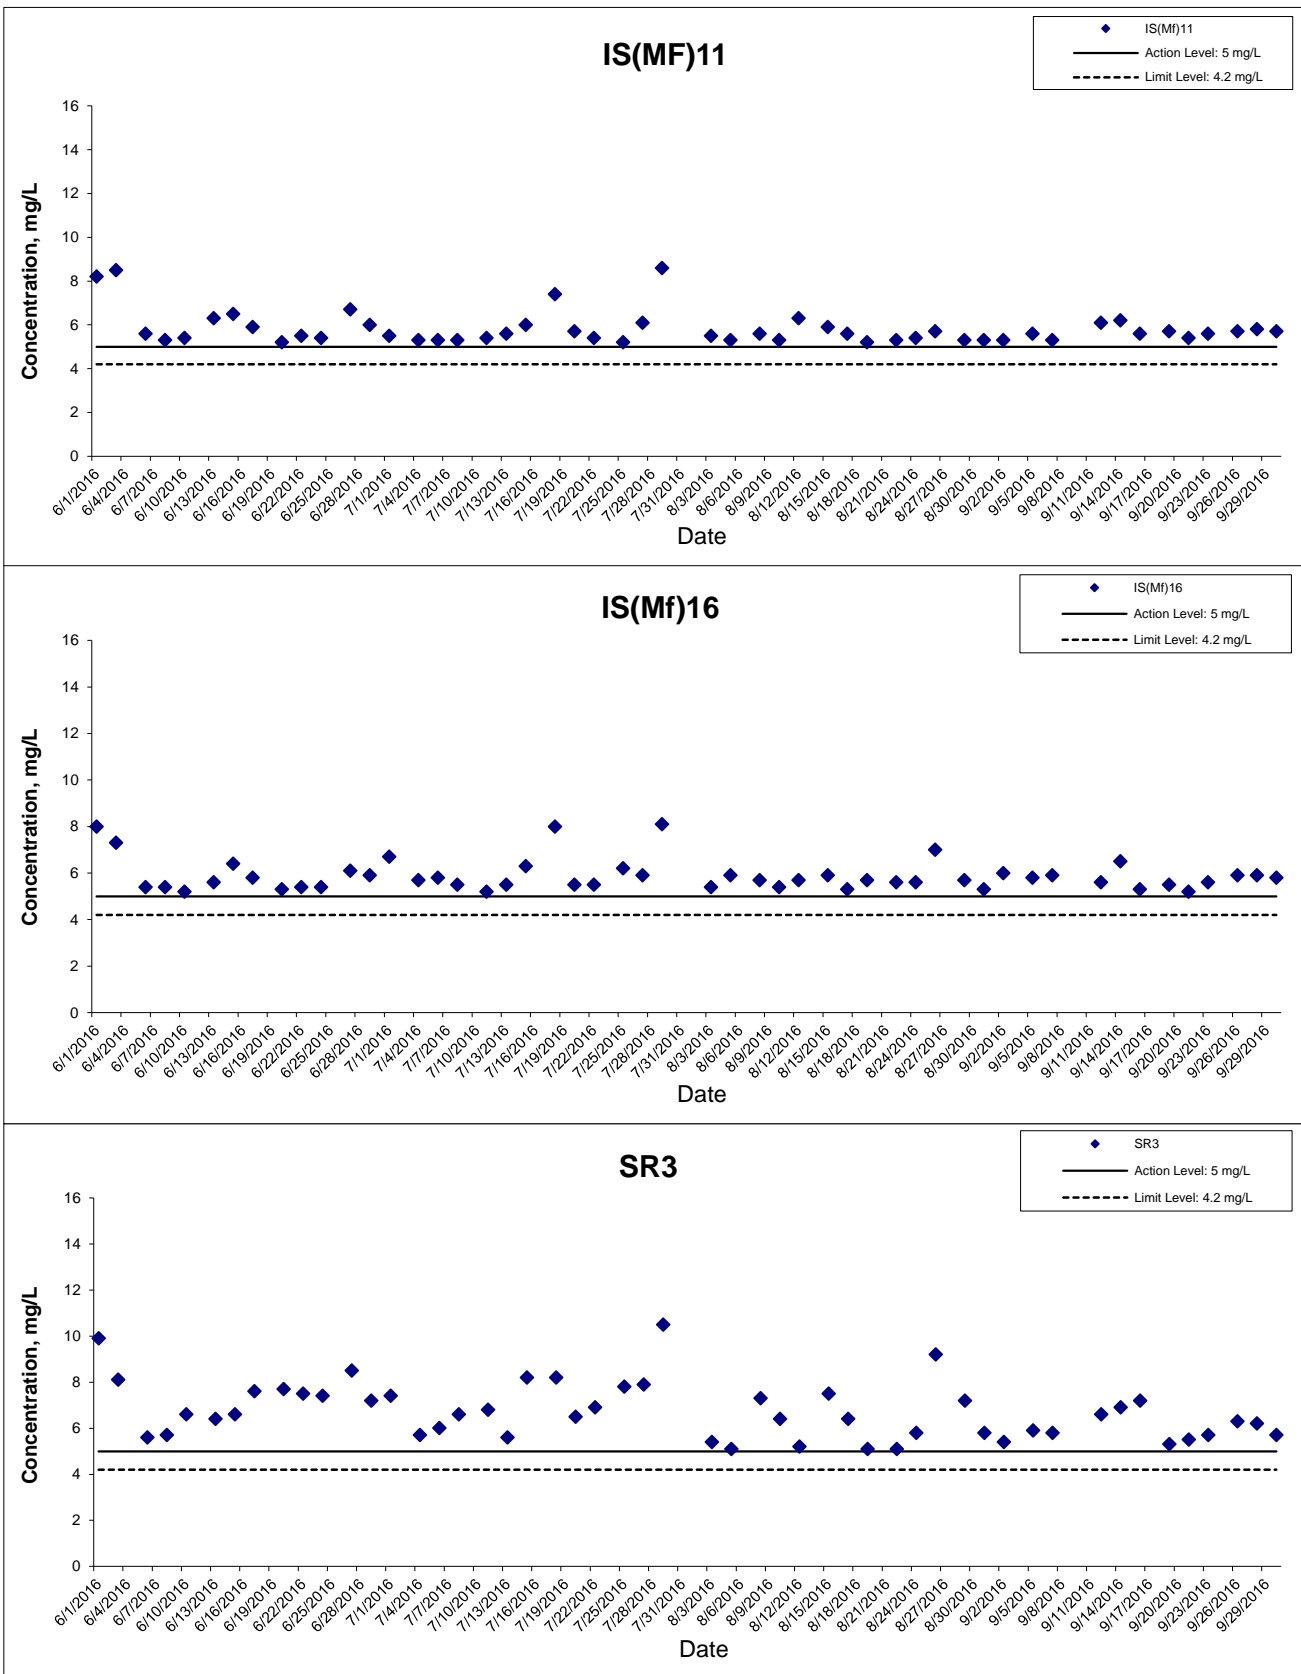 IS(MF)11
IS(Mf)11
Action Level: 5 mg/L
Limit Level: 4.2 mg/L
Concentration, mg/L
16
14
12
10
8
6
4
2
0
6/1/2016 6/4/2016 6/7/2016 6/10/2016 6/13/2016 6/16/2016 6/19/2016 6/22/2016 6/25/2016 6/28/2016 7/1/2016 7/4/2016 7/7/2016 7/10/2016 7/13/2016 7/16/2016 7/19/2016 7/22/2016 7/25/2016 7/28/2016 7/31/2016 8/3/2016 8/6/2016 8/9/2016 8/12/2016 8/15/2016 8/18/2016 8/21/2016 8/24/2016 8/27/2016 8/30/2016 9/2/2016 9/5/2016 9/8/2016 9/11/2016 9/14/2016 9/17/2016 9/20/2016 9/23/2016 9/26/2016 9/29/2016
Date
IS(Mf)16
IS(Mf)16
Action Level: 5 mg/L
Limit Level: 4.2 mg/L
Concentration, mg/L
16
14
12
10
8
6
4
2
0
6/1/2016 6/4/2016 6/7/2016 6/10/2016 6/13/2016 6/16/2016 6/19/2016 6/22/2016 6/25/2016 6/28/2016 7/1/2016 7/4/2016 7/7/2016 7/10/2016 7/13/2016 7/16/2016 7/19/2016 7/22/2016 7/25/2016 7/28/2016 7/31/2016 8/3/2016 8/6/2016 8/9/2016 8/12/2016 8/15/2016 8/18/2016 8/21/2016 8/24/2016 8/27/2016 8/30/2016 9/2/2016 9/5/2016 9/8/2016 9/11/2016 9/14/2016 9/17/2016 9/20/2016 9/23/2016 9/26/2016 9/29/2016
Date
SR3
SR3
Action Level: 5 mg/L
Limit Level: 4.2 mg/L
Concentration, mg/L
16
14
12
10
8
6
4
2
0
6/1/2016 6/4/2016 6/7/2016 6/10/2016 6/13/2016 6/16/2016 6/19/2016 6/22/2016 6/25/2016 6/28/2016 7/1/2016 7/4/2016 7/7/2016 7/10/2016 7/13/2016 7/16/2016 7/19/2016 7/22/2016 7/25/2016 7/28/2016 7/31/2016 8/3/2016 8/6/2016 8/9/2016 8/12/2016 8/15/2016 8/18/2016 8/21/2016 8/24/2016 8/27/2016 8/30/2016 9/2/2016 9/5/2016 9/8/2016 9/11/2016 9/14/2016 9/17/2016 9/20/2016 9/23/2016 9/26/2016 9/29/2016
Date